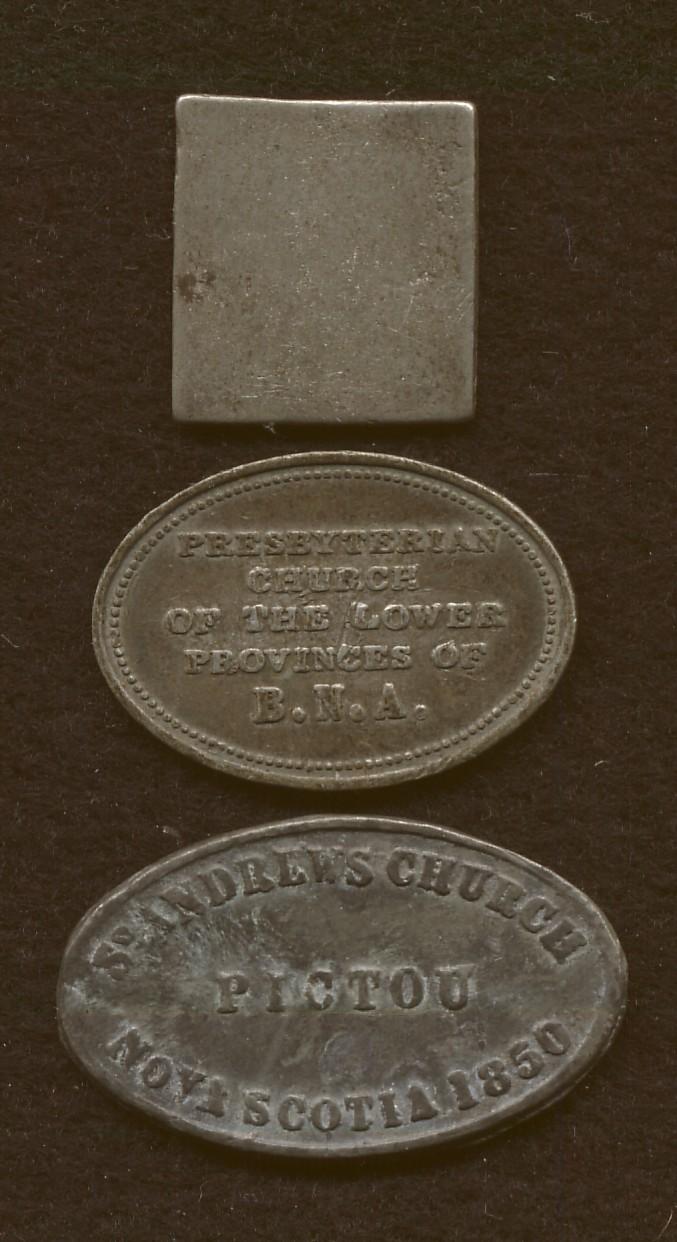 PRESBYTERIAN
CHURCH
OF THE LOWER
PROVINCES OF
B.N.A.
St ANDREWS CHURCH
PICTOU
NOVA SCOTIA 1850